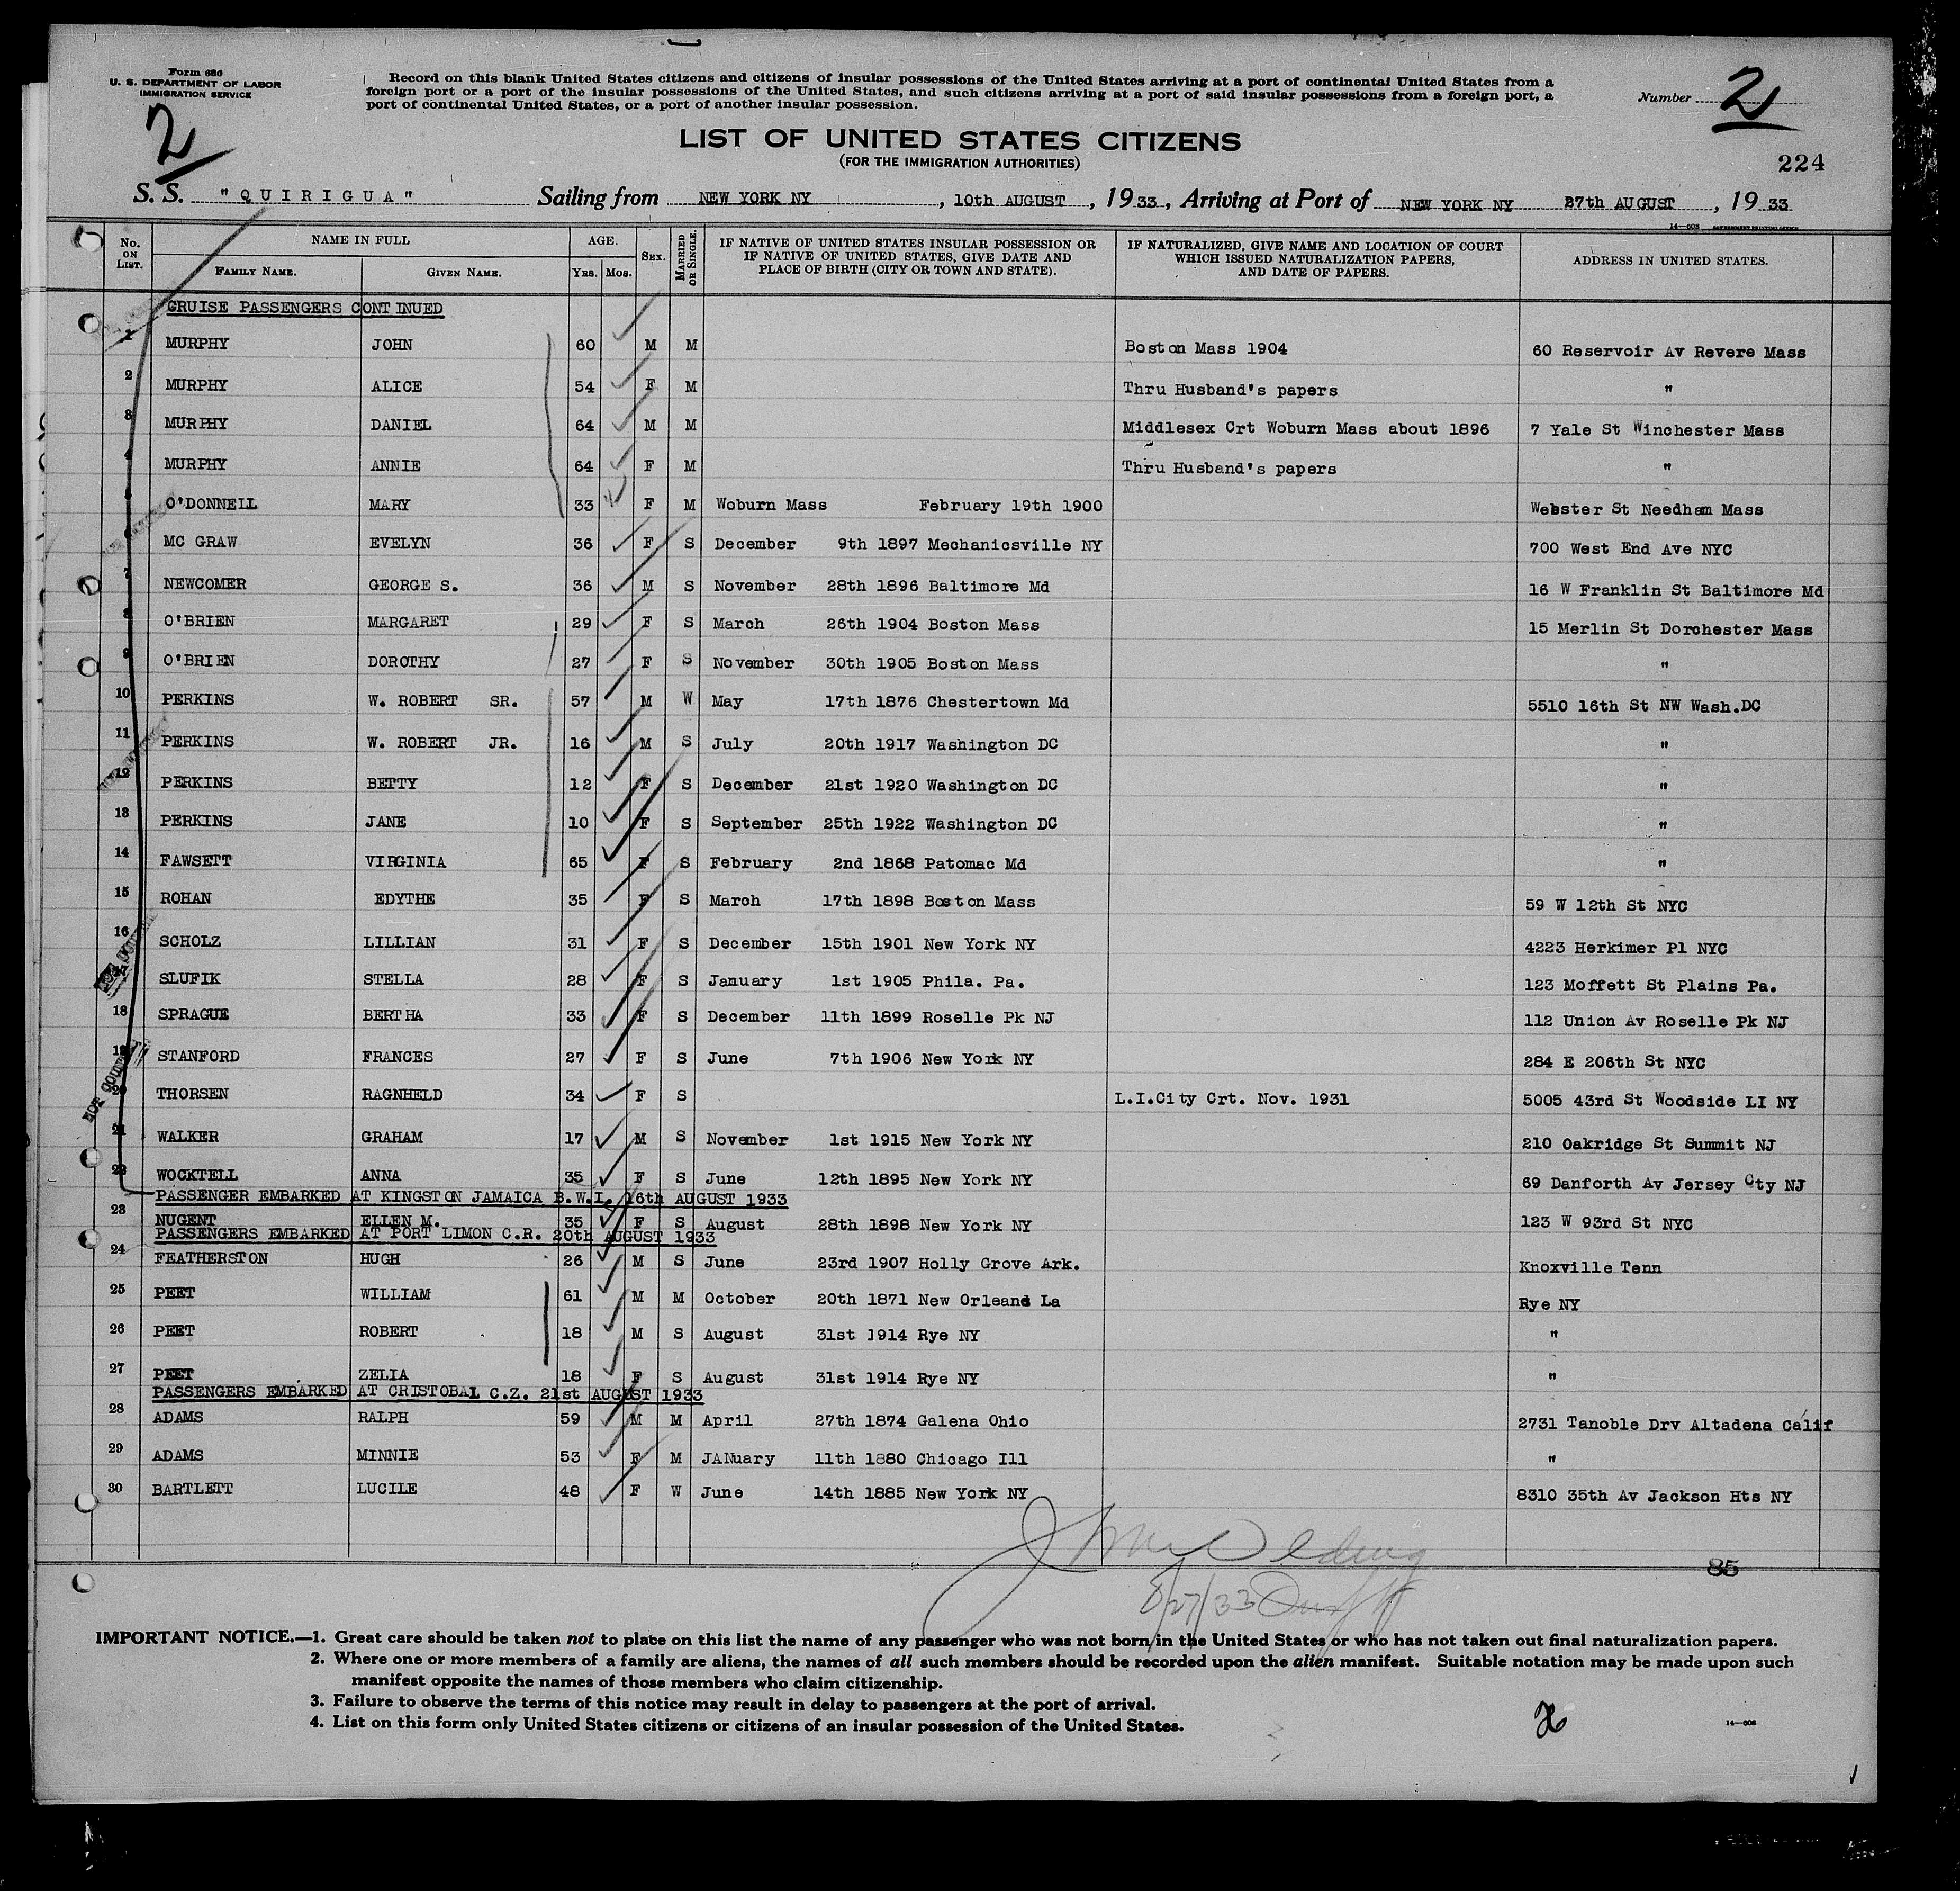 Form 686
U. S. DEPARTMENT OF LABOR
IMMIGRATION SERVICE
Record on this blank United States citizens and citizens of insular possessions of the United States arriving at a port of continental United States from a
foreign port or a port of the insular possessions of the United States, and such citizens arriving at a port of said insular possessions from a foreign port, a
port of continental United States, or a port of another insular possession.
Number 2
2
LIST OF UNITED STATES CITIZENS
(FOR THE IMMIGRATION AUTHORITIES)
224
S. S. "QUIRIGUA" Sailing from NEW YORK NY, 10th AUGUST, 1933, Arriving at Port of NEW YORK NY 27th AUGUST, 1933
14—608 GOVERNMENT PRINTING OFFICE
No. ON LIST. NAME IN FULL FAMILY NAME. GIVEN NAME. AGE. YRS. MOS. SEX. MARRIED OR SINGLE. IF NATIVE OF UNITED STATES INSULAR POSSESSION OR IF NATIVE OF UNITED STATES, GIVE DATE AND PLACE OF BIRTH (CITY OR TOWN AND STATE). IF NATURALIZED, GIVE NAME AND LOCATION OF COURT WHICH ISSUED NATURALIZATION PAPERS, AND DATE OF PAPERS. ADDRESS IN UNITED STATES.
CRUISE PASSENGERS CONTINUED
1 MURPHY JOHN 60 M M Boston Mass 1904 60 Reservoir Av Revere Mass
2 MURPHY ALICE 54 F M Thru Husband's papers "
3 MURPHY DANIEL 64 M M Middlesex Crt Woburn Mass about 1896 7 Yale St Winchester Mass
4 MURPHY ANNIE 64 F M Thru Husband's papers "
5 O'DONNELL MARY 33 F M Woburn Mass February 19th 1900 Webster St Needham Mass
6 MC GRAW EVELYN 36 F S December 9th 1897 Mechanicsville NY 700 West End Ave NYC
7 NEWCOMER GEORGE S. 36 M S November 28th 1896 Baltimore Md 16 W Franklin St Baltimore Md
8 O'BRIEN MARGARET 29 F S March 26th 1904 Boston Mass 15 Merlin St Dorchester Mass
9 O'BRIEN DOROTHY 27 F S November 30th 1905 Boston Mass "
10 PERKINS W. ROBERT SR. 57 M W May 17th 1876 Chestertown Md 5510 16th St NW Wash.DC
11 PERKINS W. ROBERT JR. 16 M S July 20th 1917 Washington DC "
12 PERKINS BETTY 12 F S December 21st 1920 Washington DC "
13 PERKINS JANE 10 F S September 25th 1922 Washington DC "
14 FAWSETT VIRGINIA 65 F S February 2nd 1868 Patomac Md "
15 ROHAN EDYTHE 35 F S March 17th 1898 Boston Mass 59 W 12th St NYC
16 SCHOLZ LILLIAN 31 F S December 15th 1901 New York NY 4223 Herkimer Pl NYC
17 SLUFIK STELLA 28 F S January 1st 1905 Phila. Pa. 123 Moffett St Plains Pa.
18 SPRAGUE BERTHA 33 F S December 11th 1899 Roselle Pk NJ 112 Union Av Roselle Pk NJ
19 STANFORD FRANCES 27 F S June 7th 1906 New York NY 284 E 206th St NYC
20 THORSEN RAGNHELD 34 F S L.I.City Crt. Nov. 1931 5005 43rd St Woodside LI NY
21 WALKER GRAHAM 17 M S November 1st 1915 New York NY 210 Oakridge St Summit NJ
22 WOCKTELL ANNA 35 F S June 12th 1895 New York NY 69 Danforth Av Jersey Cty NJ
PASSENGER EMBARKED AT KINGSTON JAMAICA B.W.I. 16th AUGUST 1933
23 NUGENT ELLEN M. 35 F S August 28th 1898 New York NY 123 W 93rd St NYC
PASSENGERS EMBARKED AT PORT LIMON C.R. 20th AUGUST 1933
24 FEATHERSTON HUGH 26 M S June 23rd 1907 Holly Grove Ark. Knoxville Tenn
25 PEET WILLIAM 61 M M October 20th 1871 New Orleans La Rye NY
26 PEET ROBERT 18 M S August 31st 1914 Rye NY "
27 PEET ZELIA 18 F S August 31st 1914 Rye NY "
PASSENGERS EMBARKED AT CRISTOBAL C.Z. 21st AUGUST 1933
28 ADAMS RALPH 59 M M April 27th 1874 Galena Ohio 2731 Tanoble Drv Altadena Calif
29 ADAMS MINNIE 53 F M JANuary 11th 1880 Chicago Ill "
30 BARTLETT LUCILE 48 F W June 14th 1885 New York NY 8310 35th Av Jackson Hts NY
85
8/27/33
IMPORTANT NOTICE.—1. Great care should be taken not to place on this list the name of any passenger who was not born in the United States or who has not taken out final naturalization papers.
2. Where one or more members of a family are aliens, the names of all such members should be recorded upon the alien manifest. Suitable notation may be made upon such
manifest opposite the names of those members who claim citizenship.
3. Failure to observe the terms of this notice may result in delay to passengers at the port of arrival.
4. List on this form only United States citizens or citizens of an insular possession of the United States.
14—608